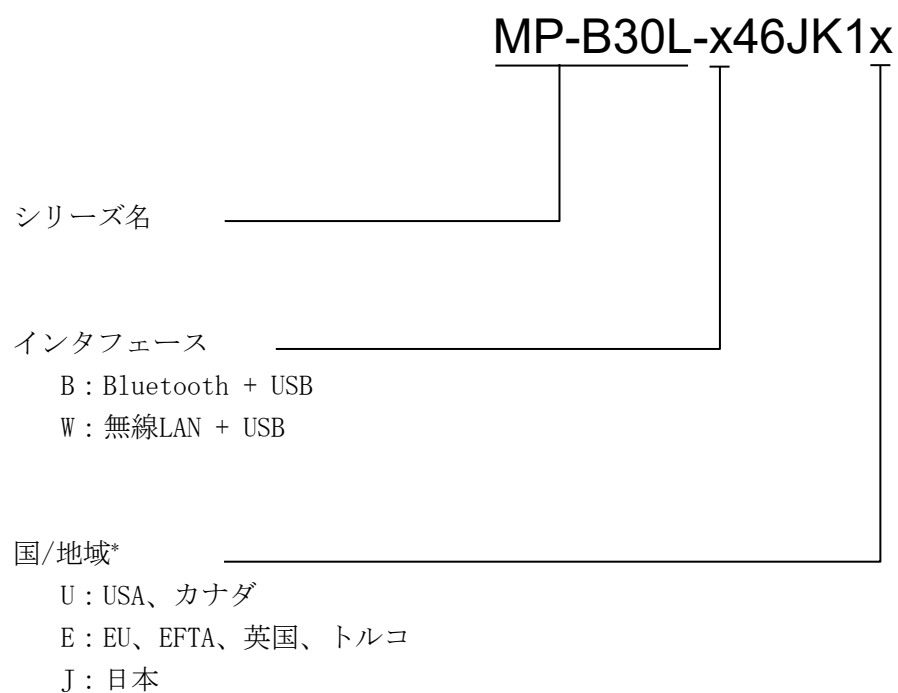 MP-B30L-x46JK1x
シリーズ名
インタフェース
B：Bluetooth + USB
W：無線LAN + USB
国/地域*
U：USA、カナダ
E：EU、EFTA、英国、トルコ
J：日本